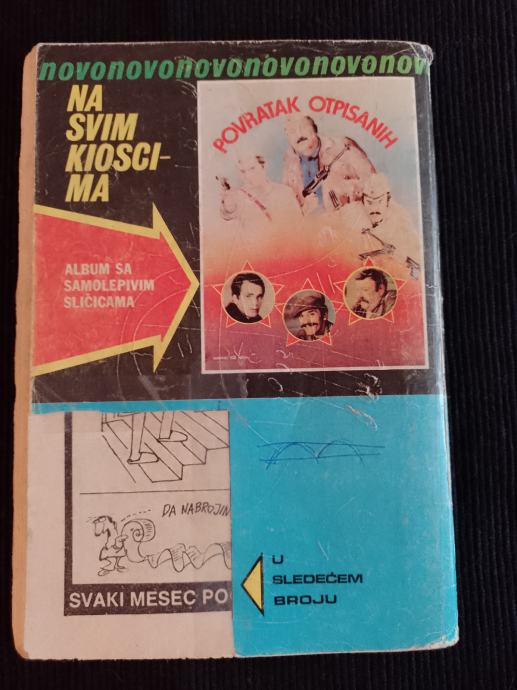 novonovonovonovonovonov
NA
SVIM
KIOSCI-
MA
POVRATAK OTPISANIH
ALBUM SA
SAMOLEPIVIM
SLIČICAMA
DA NABROJIM
SVAKI MESEC PO
U
SLEDEĆEM
BROJU